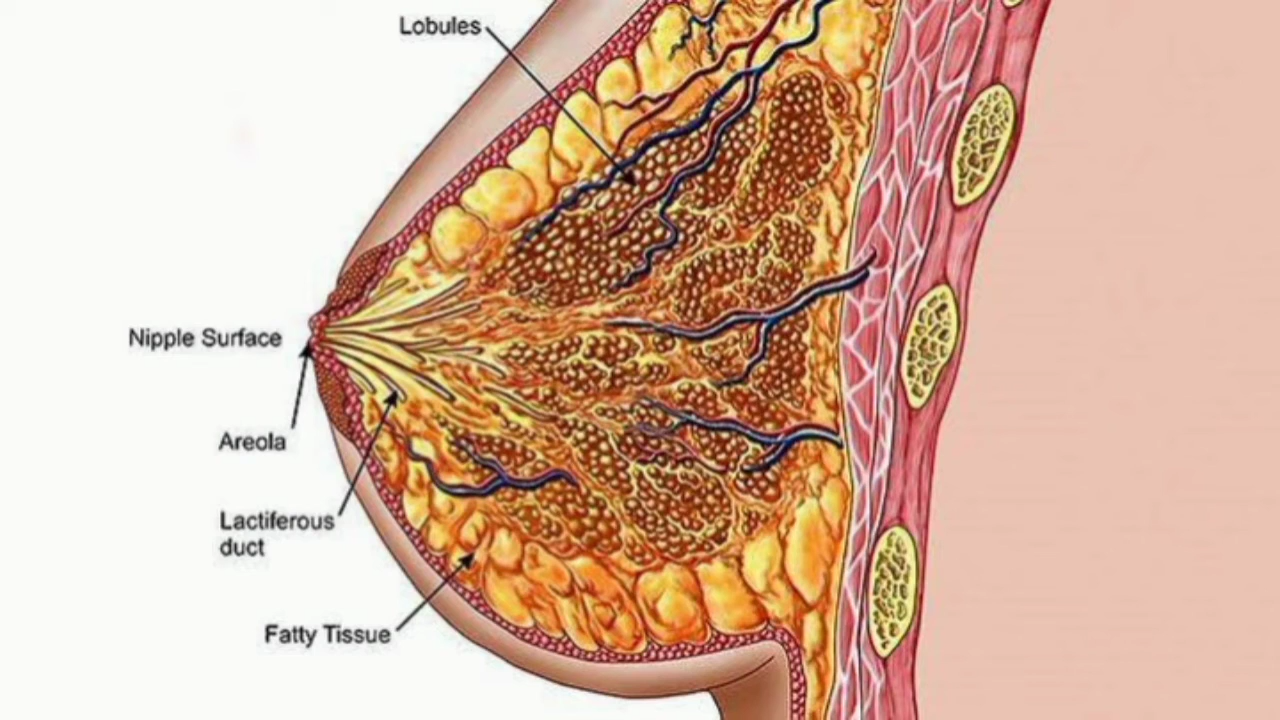 Lobules
Nipple Surface
Areola
Lactiferous
duct
Fatty Tissue